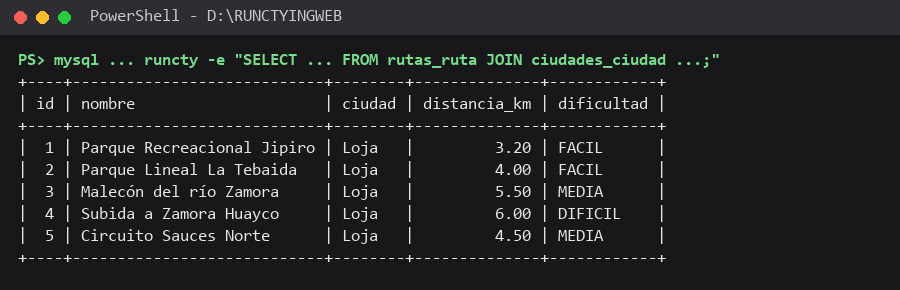 PowerShell - D:\RUNCTYINGWEB
PS> mysql ... runcty -e "SELECT ... FROM rutas_ruta JOIN ciudades_ciudad ...;"
+----+----------------------------+--------+--------------+------------+
| id | nombre                     | ciudad | distancia_km | dificultad |
+----+----------------------------+--------+--------------+------------+
|  1 | Parque Recreacional Jipiro | Loja   |         3.20 | FACIL      |
|  2 | Parque Lineal La Tebaida   | Loja   |         4.00 | FACIL      |
|  3 | Malecón del río Zamora     | Loja   |         5.50 | MEDIA      |
|  4 | Subida a Zamora Huayco     | Loja   |         6.00 | DIFICIL    |
|  5 | Circuito Sauces Norte      | Loja   |         4.50 | MEDIA      |
+----+----------------------------+--------+--------------+------------+